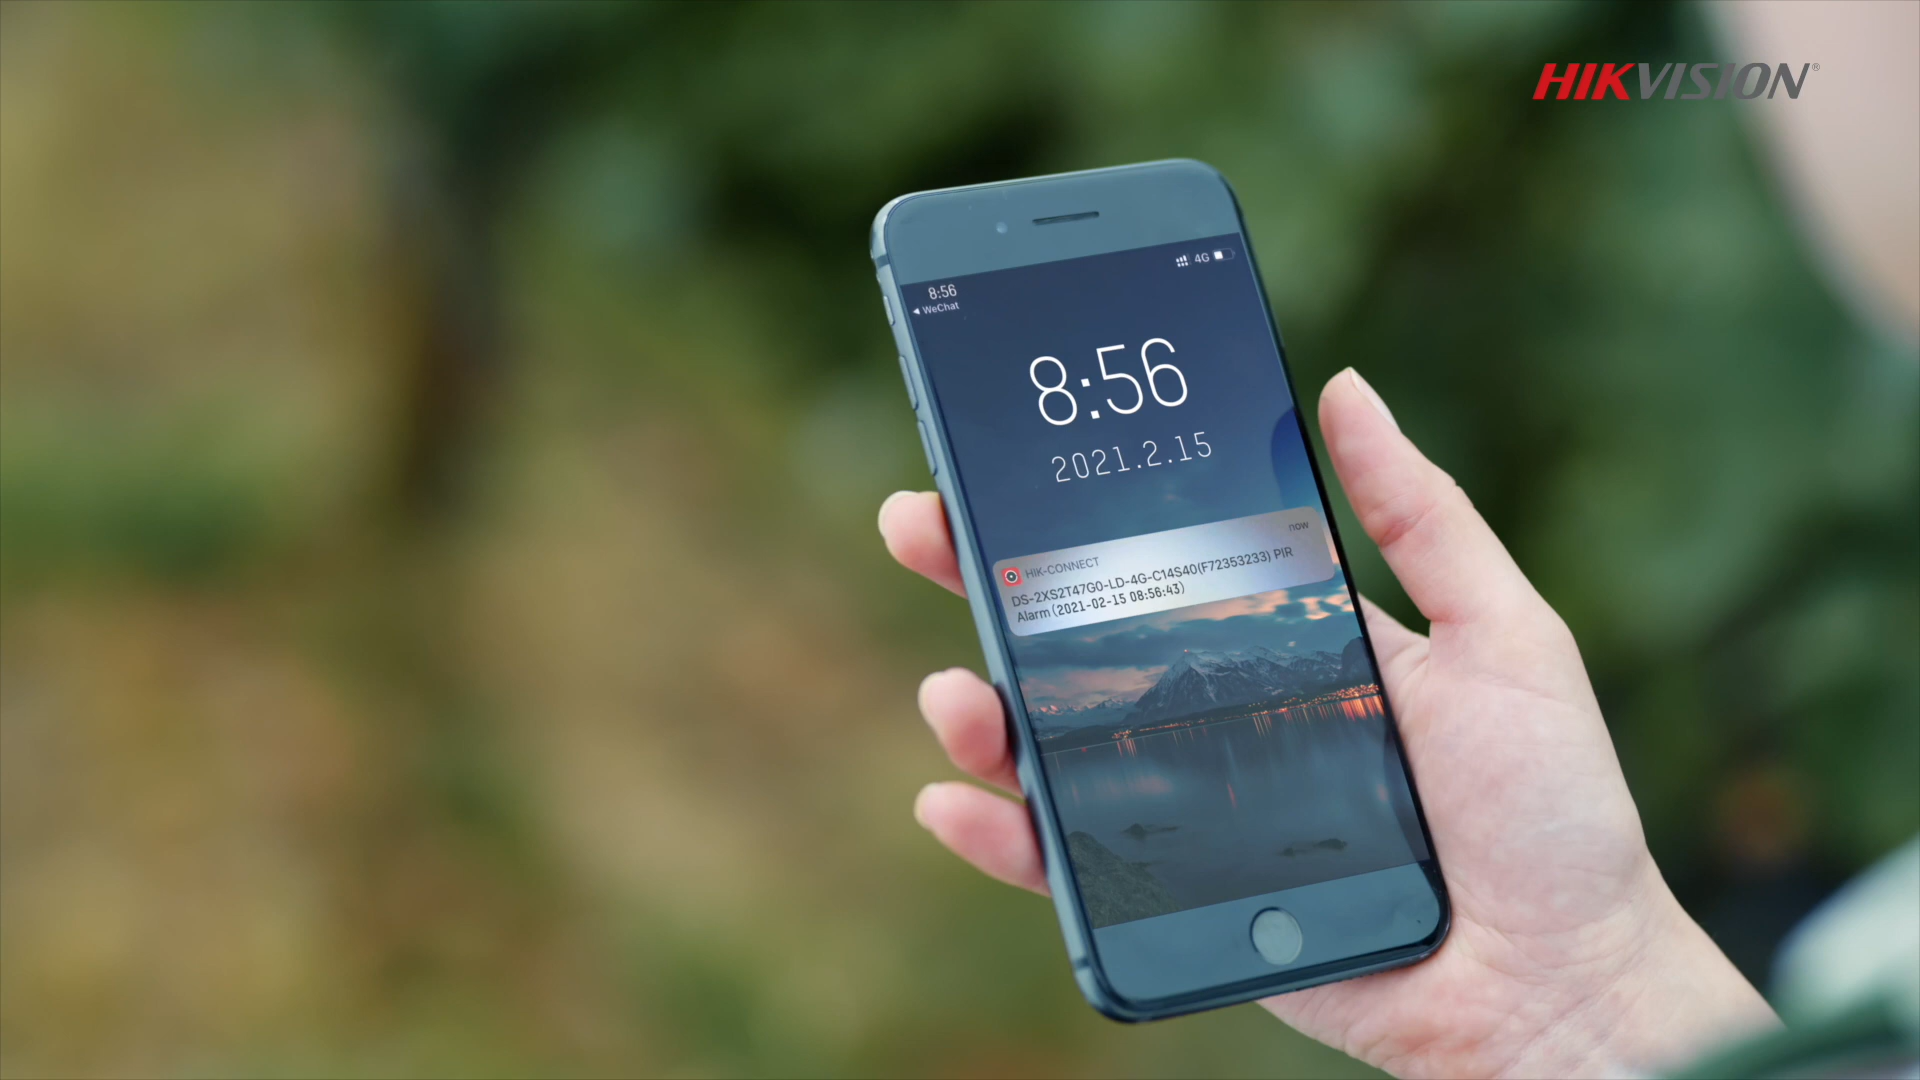 HIKVISION®
4G
8:56
◀ WeChat
8:56
2021.2.15
HIK-CONNECT
now
DS-2XS2T47G0-LD-4G-C14S40(F72353233) PIR
Alarm (2021-02-15 08:56:43)